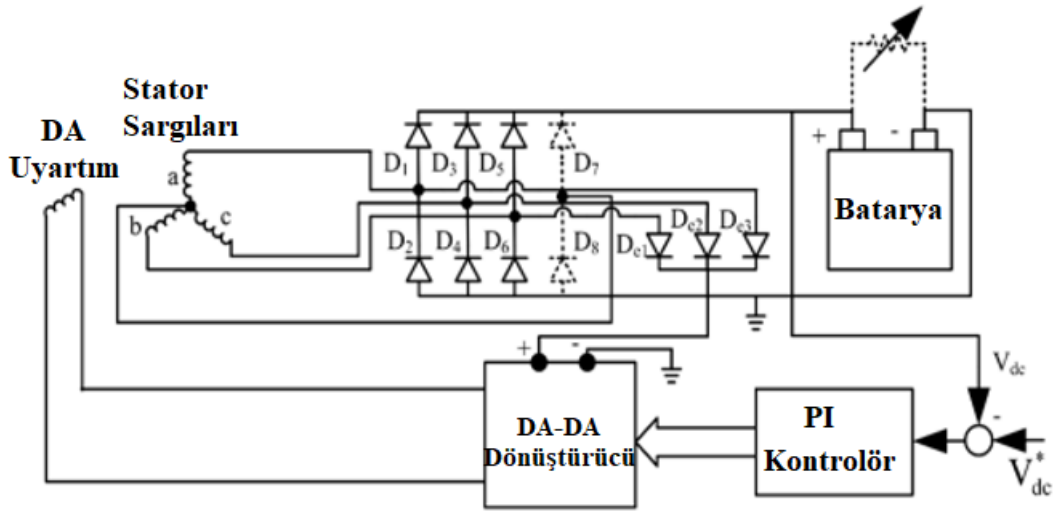 Stator
Sargıları
DA
Uyartım
a
b
c
D1
D3
D5
D7
D2
D4
D6
D8
De1
De2
De3
+
-
Batarya
+
-
DA-DA
Dönüştürücü
PI
Kontrolör
Vdc
-
V*dc